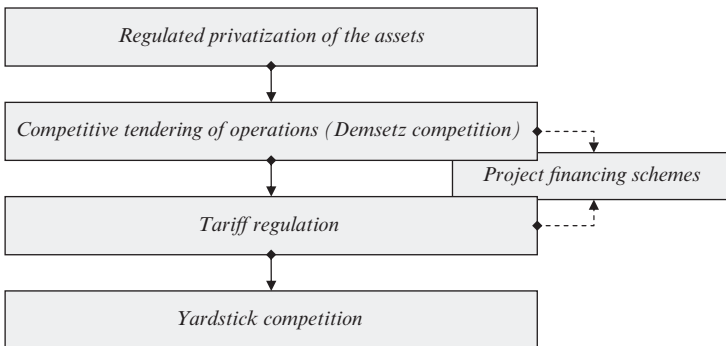 Regulated privatization of the assets
Competitive tendering of operations (Demsetz competition)
Project financing schemes
Tariff regulation
Yardstick competition